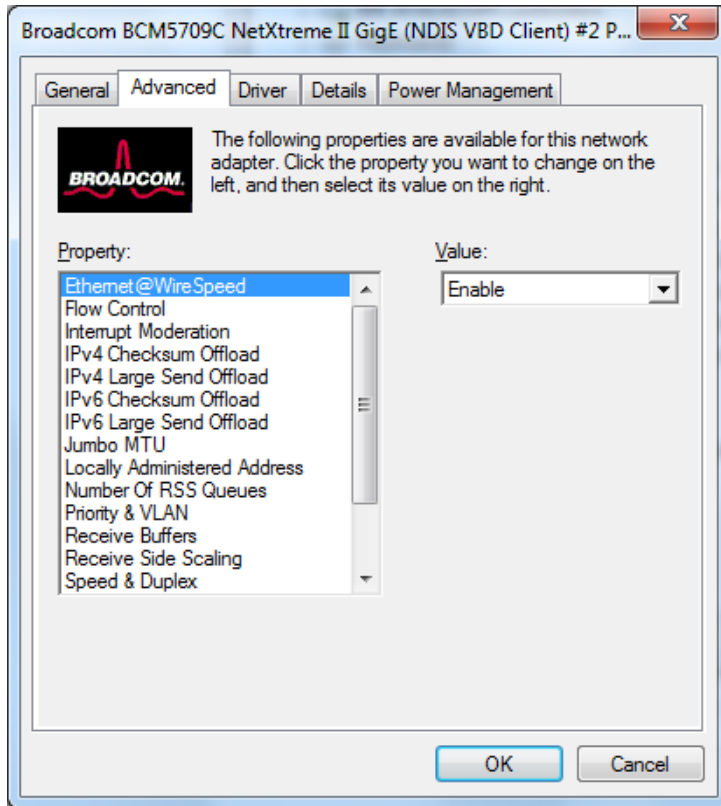 Broadcom BCM5709C NetXtreme II GigE (NDIS VBD Client) #2 P...
General Advanced Driver Details Power Management
BROADCOM.
The following properties are available for this network
adapter. Click the property you want to change on the
left, and then select its value on the right.
Property:
Ethernet@WireSpeed
Flow Control
Interrupt Moderation
IPv4 Checksum Offload
IPv4 Large Send Offload
IPv6 Checksum Offload
IPv6 Large Send Offload
Jumbo MTU
Locally Administered Address
Number Of RSS Queues
Priority & VLAN
Receive Buffers
Receive Side Scaling
Speed & Duplex
Value:
Enable
OK Cancel